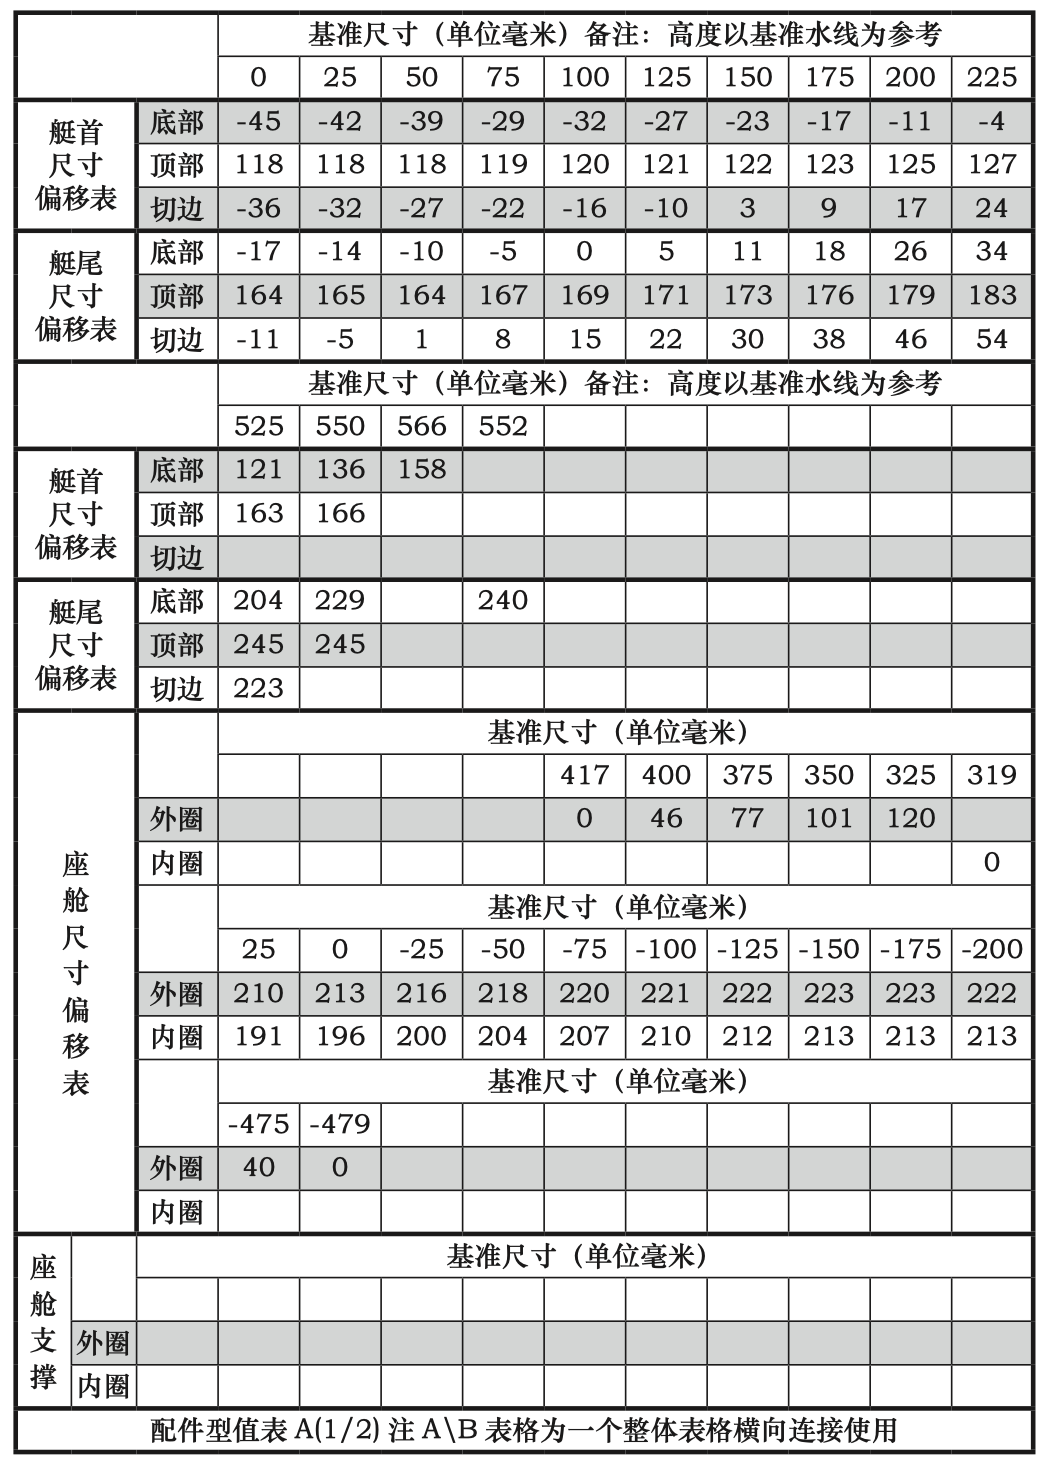 基准尺寸（单位毫米）备注：高度以基准水线为参考
0 25 50 75 100 125 150 175 200 225
艇首尺寸偏移表
底部 -45 -42 -39 -29 -32 -27 -23 -17 -11 -4
顶部 118 118 118 119 120 121 122 123 125 127
切边 -36 -32 -27 -22 -16 -10 3 9 17 24
艇尾尺寸偏移表
底部 -17 -14 -10 -5 0 5 11 18 26 34
顶部 164 165 164 167 169 171 173 176 179 183
切边 -11 -5 1 8 15 22 30 38 46 54
基准尺寸（单位毫米）备注：高度以基准水线为参考
525 550 566 552
艇首尺寸偏移表
底部 121 136 158
顶部 163 166
切边
艇尾尺寸偏移表
底部 204 229 240
顶部 245 245
切边 223
座舱尺寸偏移表
基准尺寸（单位毫米）
417 400 375 350 325 319
外圈 0 46 77 101 120
内圈 0
基准尺寸（单位毫米）
25 0 -25 -50 -75 -100 -125 -150 -175 -200
外圈 210 213 216 218 220 221 222 223 223 222
内圈 191 196 200 204 207 210 212 213 213 213
基准尺寸（单位毫米）
-475 -479
外圈 40 0
内圈
座舱支撑
基准尺寸（单位毫米）
外圈
内圈
配件型值表 A(1/2) 注 A\B 表格为一个整体表格横向连接使用